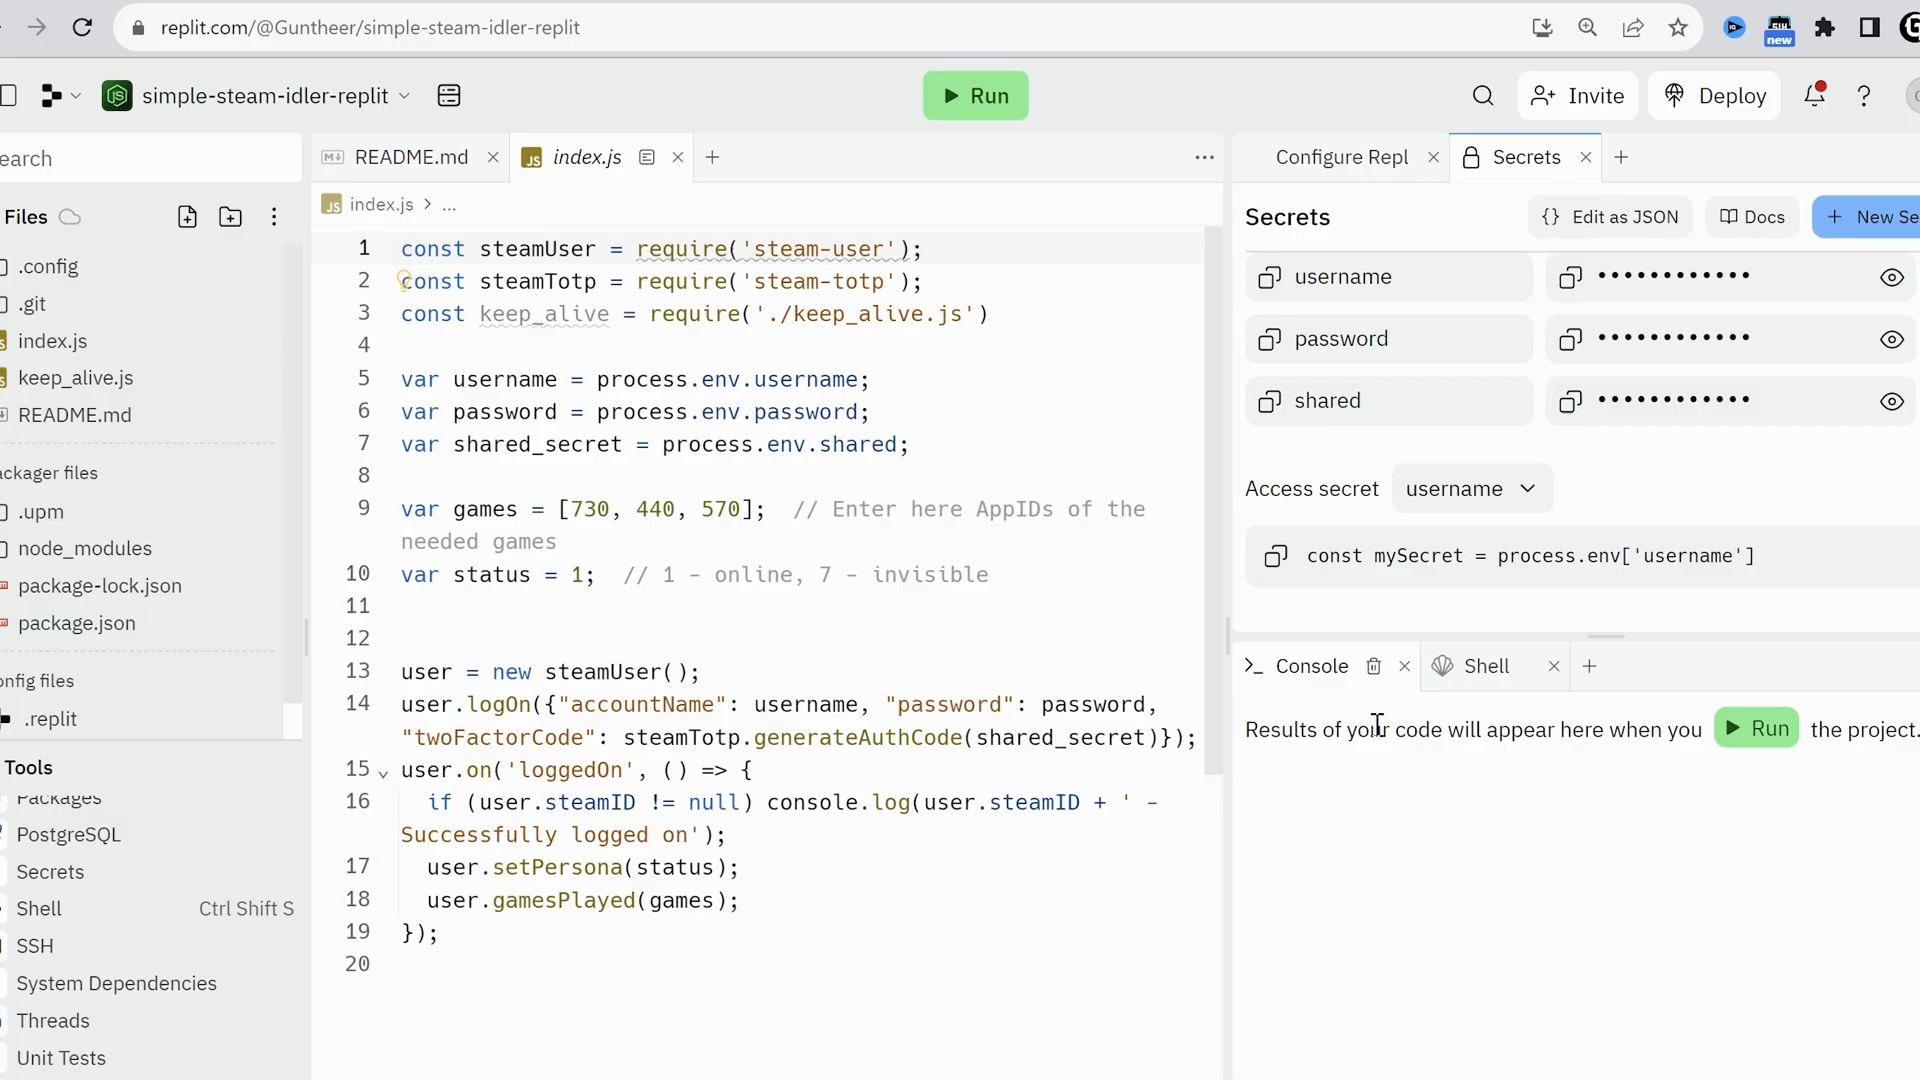 replit.com/@Guntheer/simple-steam-idler-replit
new
simple-steam-idler-replit
Run
Invite
Deploy
?
earch
README.md
index.js
Configure Repl
Secrets
Files
index.js > ...
Secrets
Edit as JSON
Docs
New Se
.config
.git
index.js
keep_alive.js
README.md
ackager files
.upm
node_modules
package-lock.json
package.json
onfig files
.replit
Tools
Packages
PostgreSQL
Secrets
Shell Ctrl Shift S
SSH
System Dependencies
Threads
Unit Tests
1 const steamUser = require('steam-user');
2 const steamTotp = require('steam-totp');
3 const keep_alive = require('./keep_alive.js')
4
5 var username = process.env.username;
6 var password = process.env.password;
7 var shared_secret = process.env.shared;
8
9 var games = [730, 440, 570];  // Enter here AppIDs of the
needed games
10 var status = 1;  // 1 - online, 7 - invisible
11
12
13 user = new steamUser();
14 user.logOn({"accountName": username, "password": password,
"twoFactorCode": steamTotp.generateAuthCode(shared_secret)});
15 user.on('loggedOn', () => {
16 if (user.steamID != null) console.log(user.steamID + ' -
Successfully logged on');
17 user.setPersona(status);
18 user.gamesPlayed(games);
19 });
20
username ••••••••••••
password ••••••••••••
shared ••••••••••••
Access secret username
const mySecret = process.env['username']
Console
Shell
Results of your code will appear here when you Run the project.